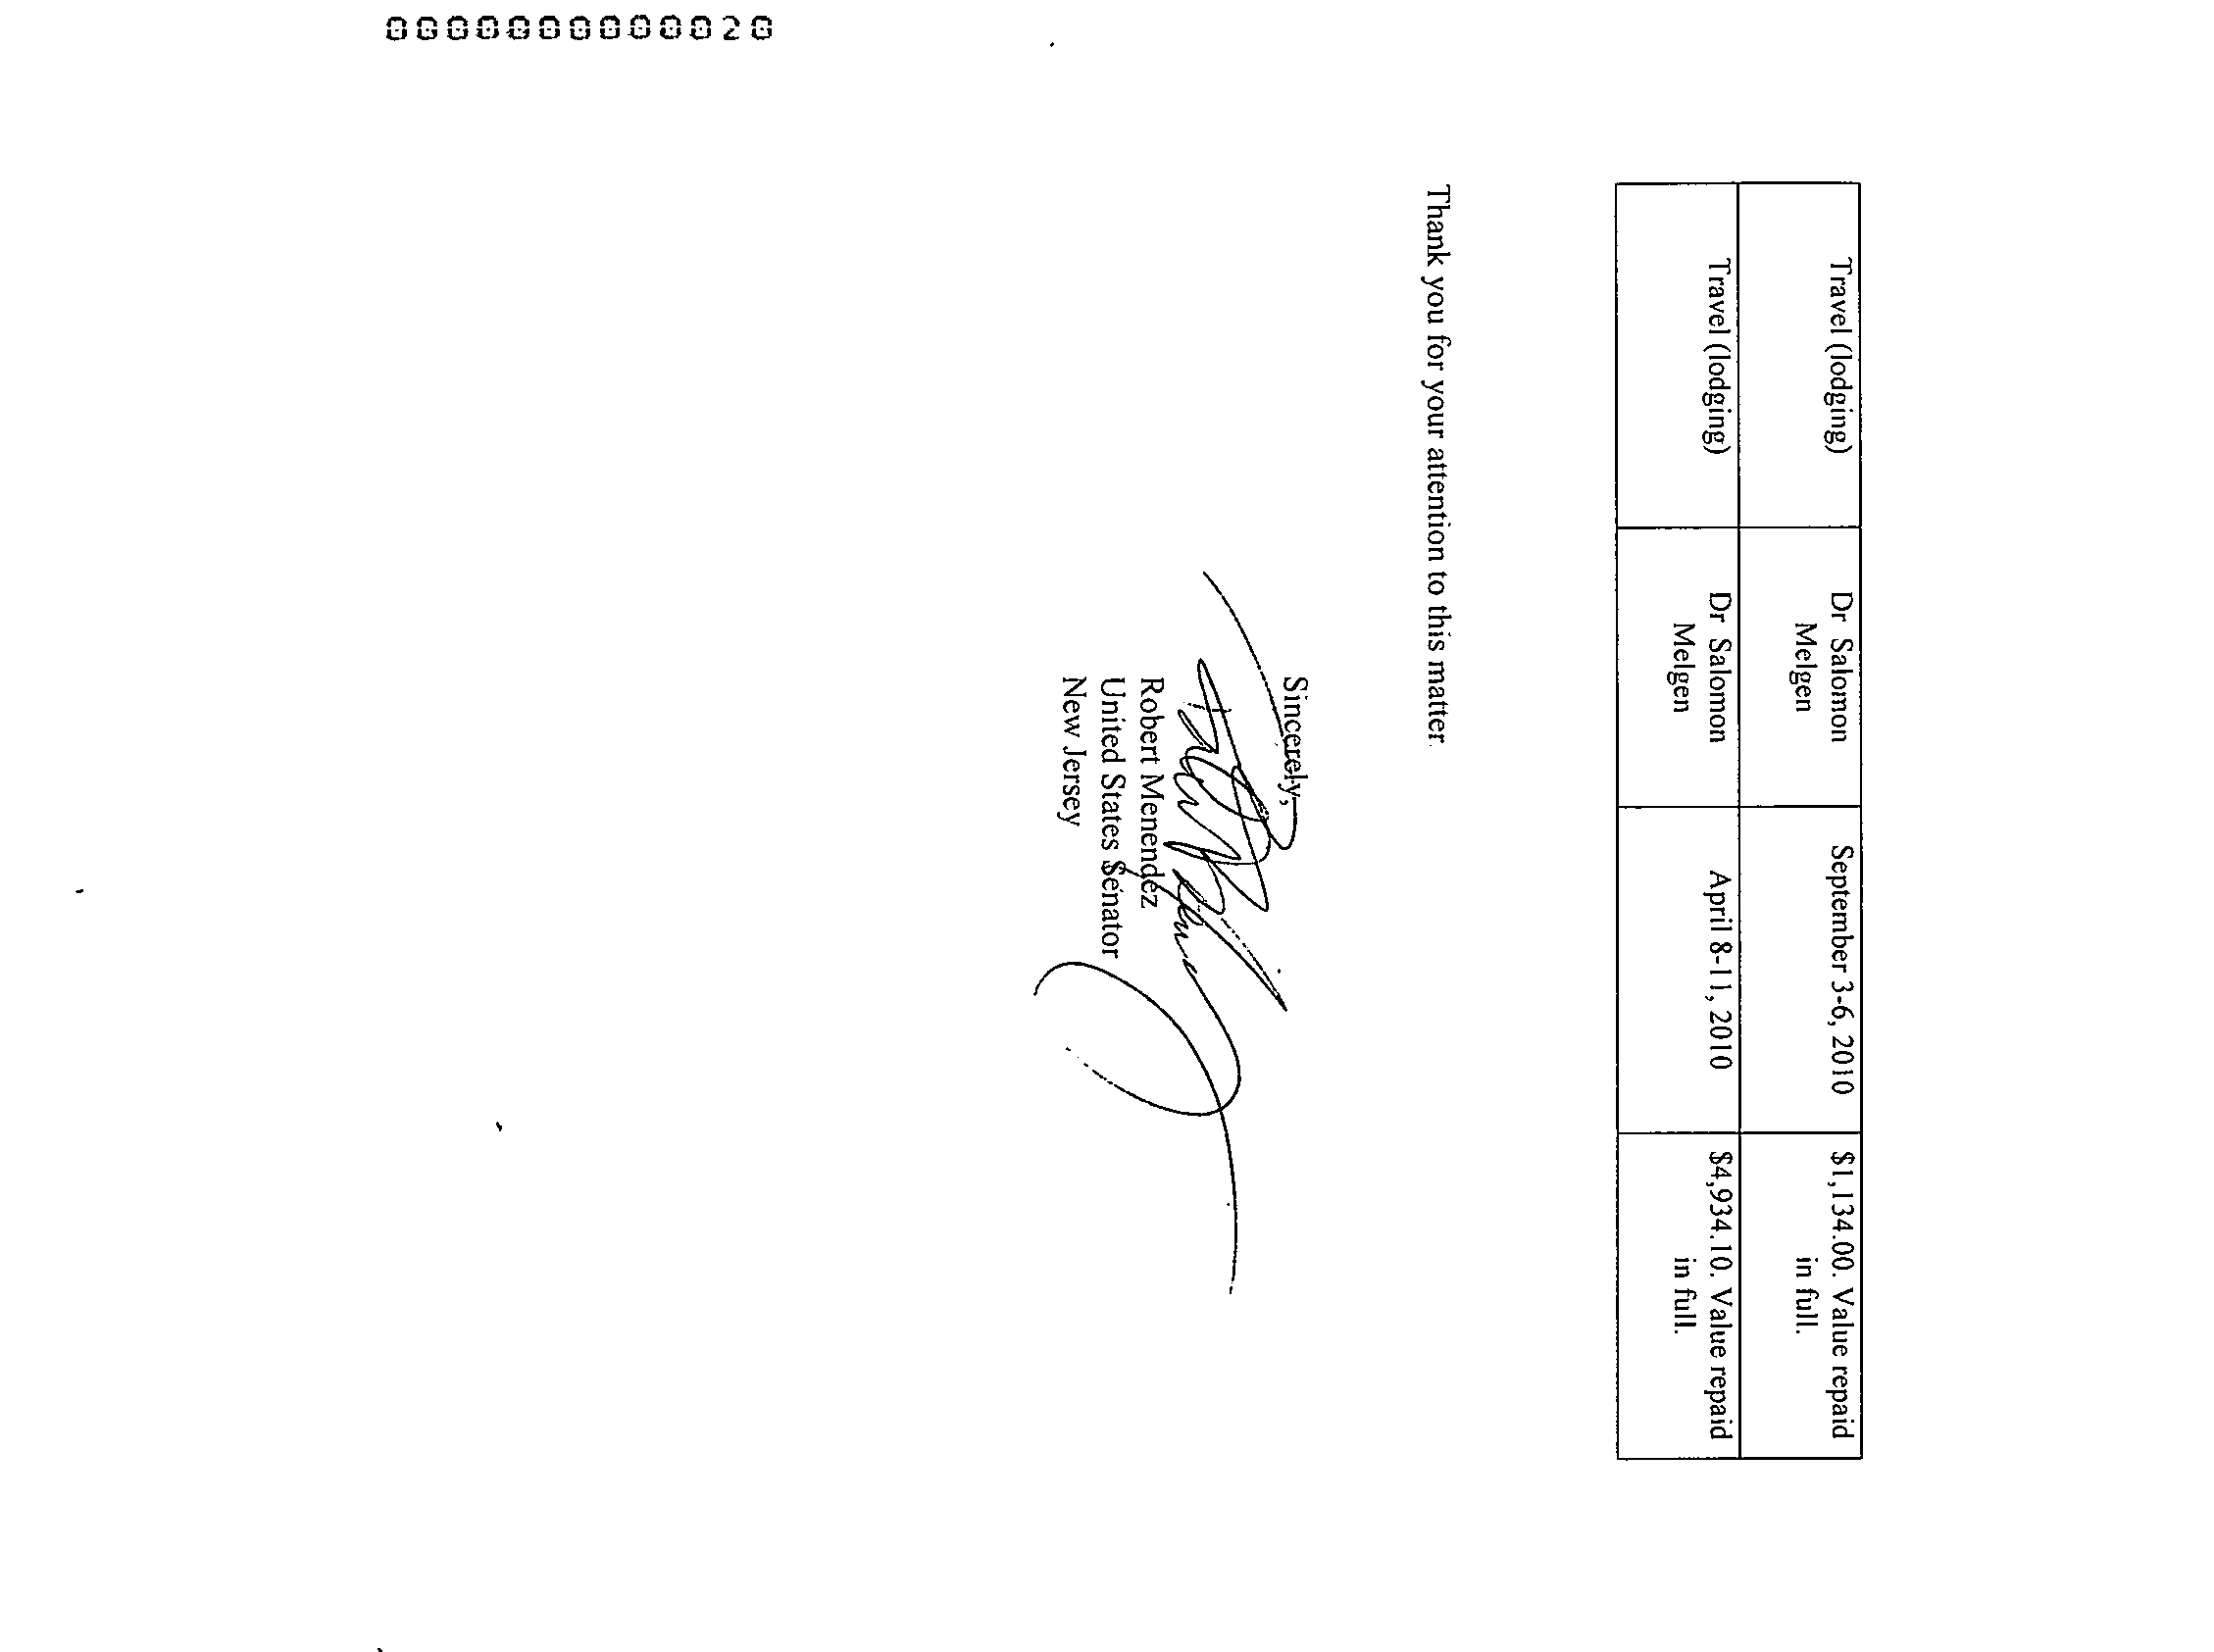 Travel (lodging) Dr Salomon Melgen September 3-6, 2010 $1,134.00. Value repaid in full.
Travel (lodging) Dr Salomon Melgen April 8-11, 2010 $4,934.10. Value repaid in full.
Thank you for your attention to this matter.
Sincerely,
Robert Menendez
United States Senator
New Jersey
0000000000020